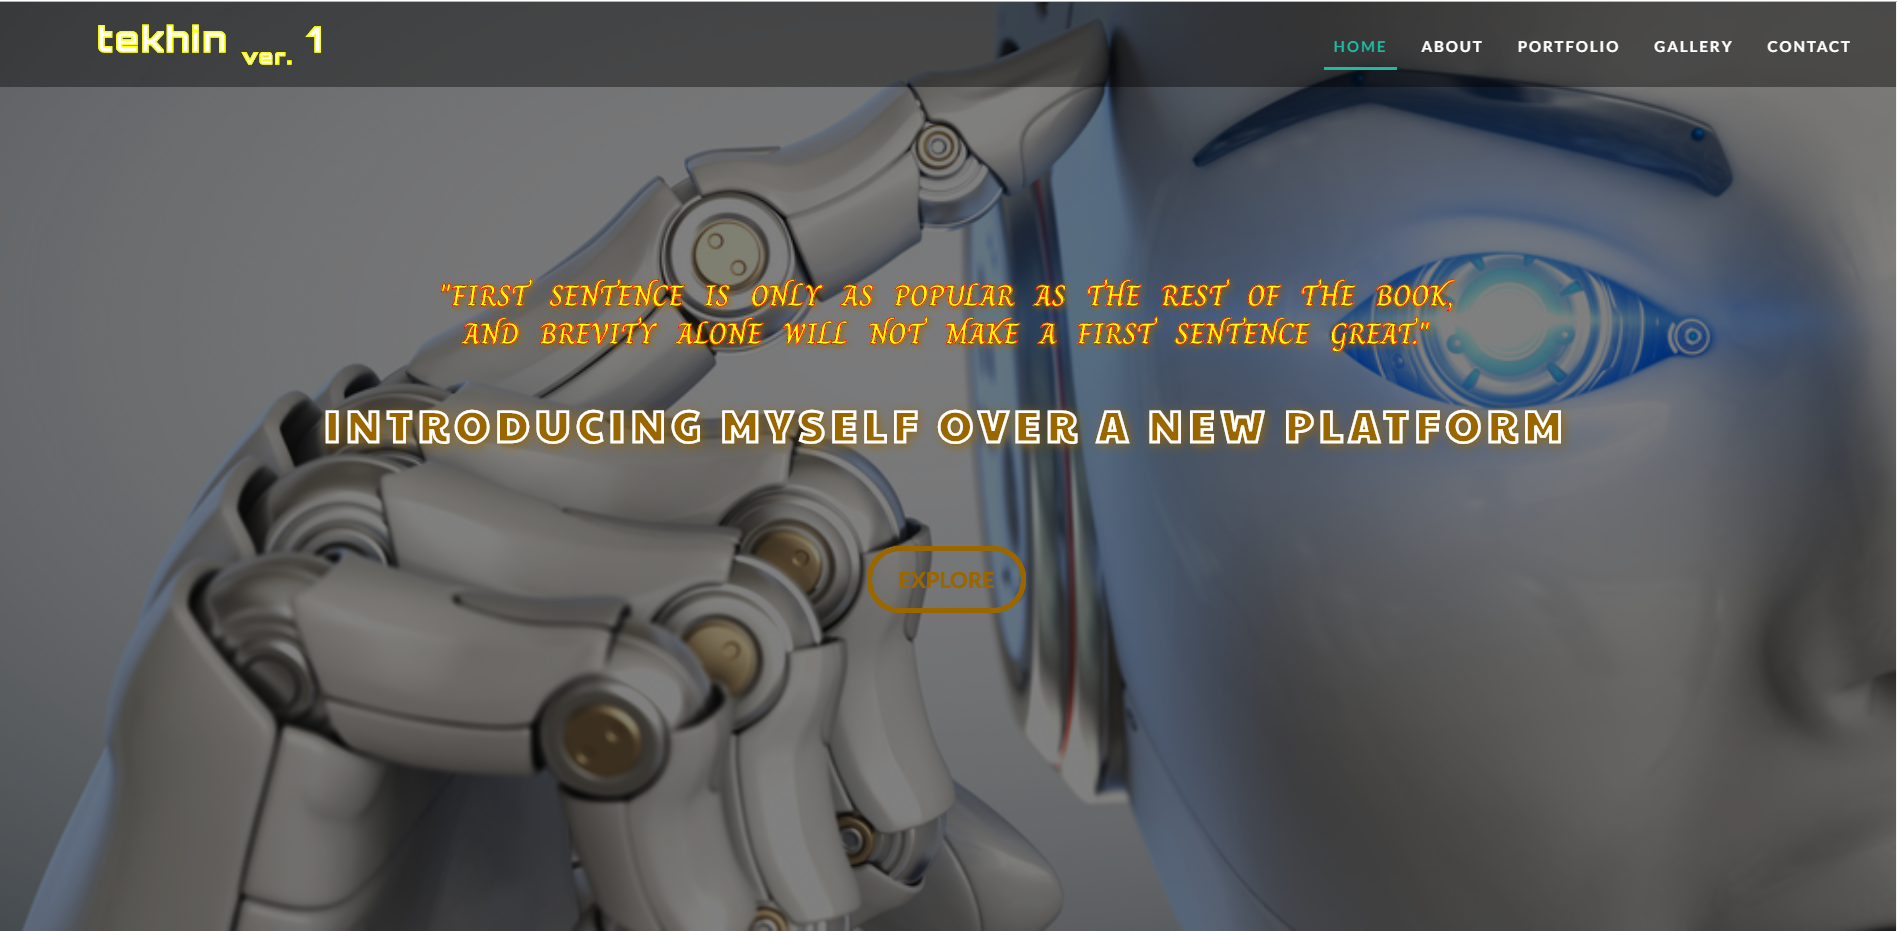 tekhin ver. 1
HOME ABOUT PORTFOLIO GALLERY CONTACT
"FIRST SENTENCE IS ONLY AS POPULAR AS THE REST OF THE BOOK,
AND BREVITY ALONE WILL NOT MAKE A FIRST SENTENCE GREAT."
INTRODUCING MYSELF OVER A NEW PLATFORM
EXPLORE